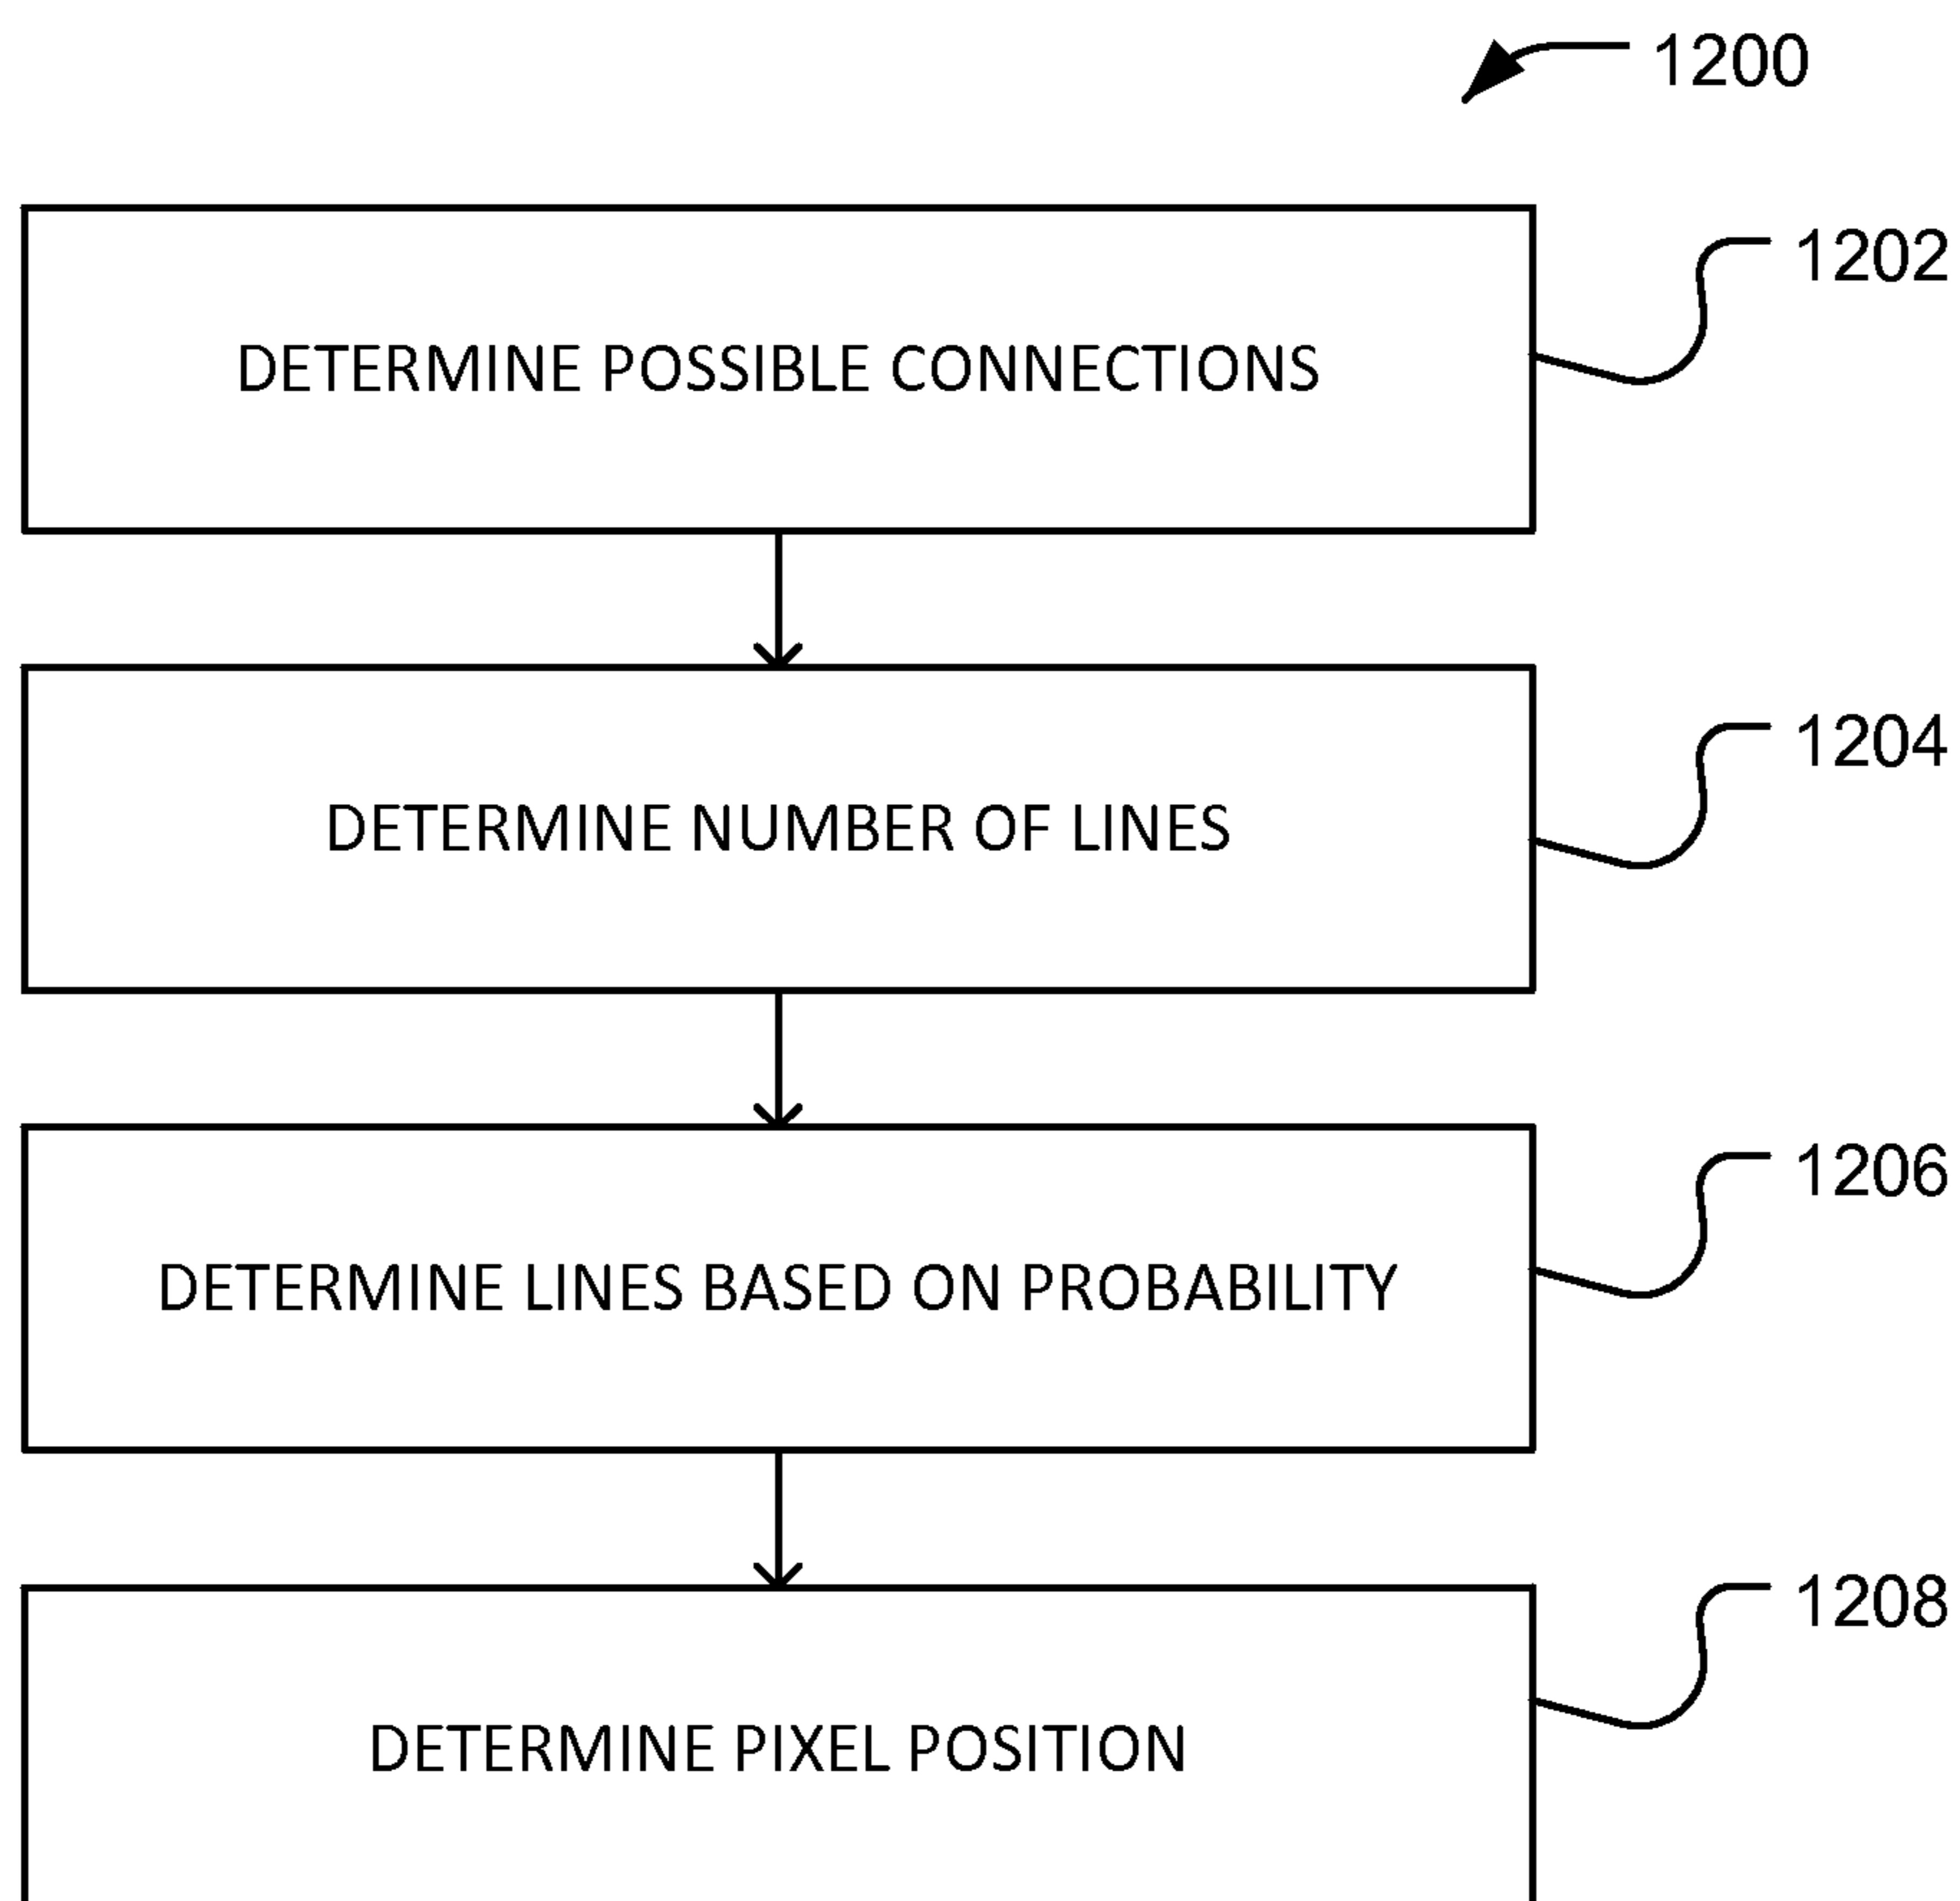 1200
1202
DETERMINE POSSIBLE CONNECTIONS
1204
DETERMINE NUMBER OF LINES
1206
DETERMINE LINES BASED ON PROBABILITY
1208
DETERMINE PIXEL POSITION